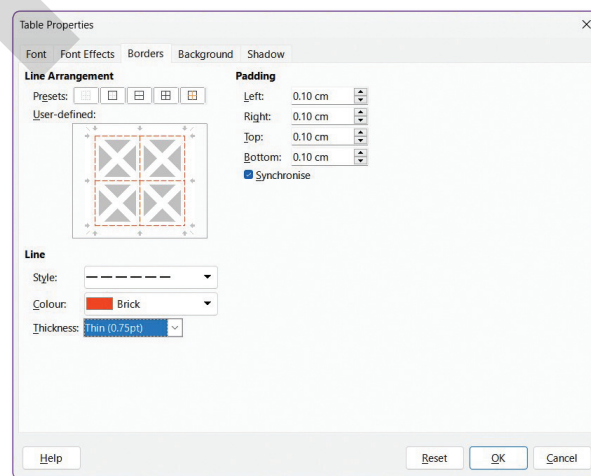 Table Properties
Font Font Effects Borders Background Shadow
Line Arrangement
Presets:
User-defined:
Padding
Left: 0.10 cm
Right: 0.10 cm
Top: 0.10 cm
Bottom: 0.10 cm
Synchronise
Line
Style:
Colour: Brick
Thickness: Thin (0.75pt)
Help Reset OK Cancel